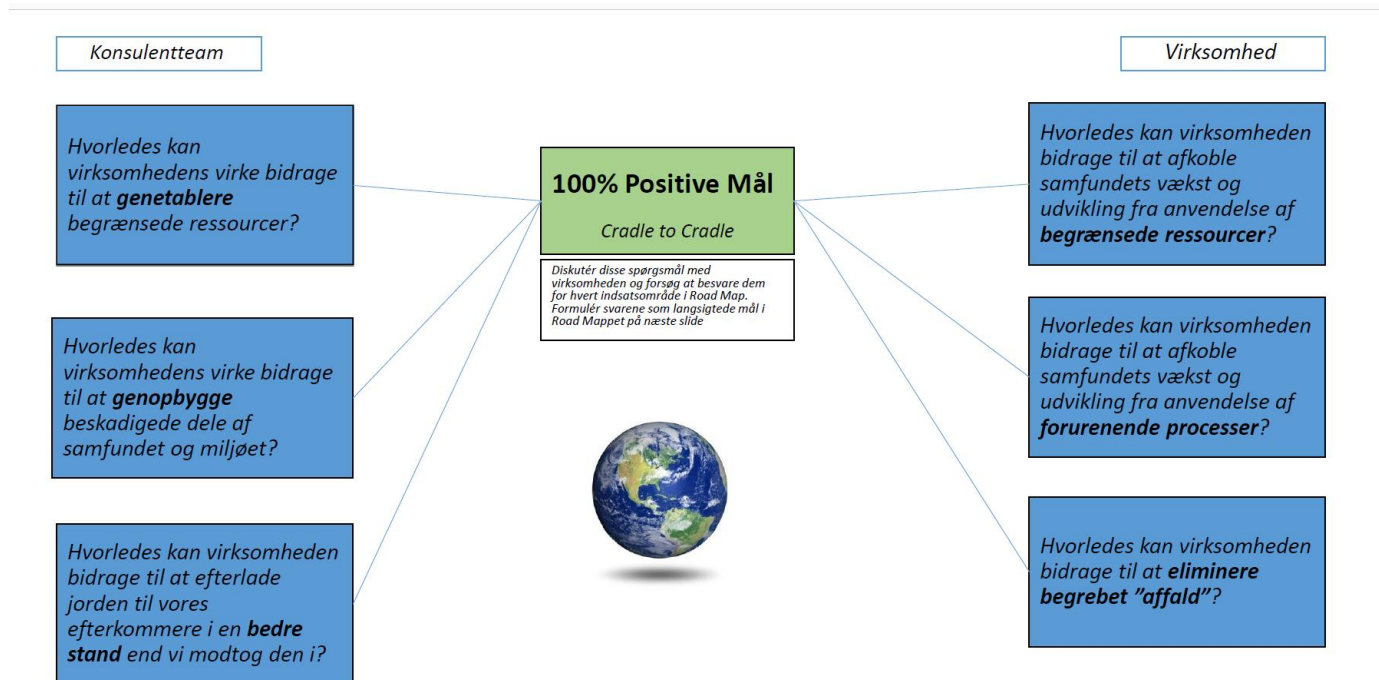 Konsulentteam
Virksomhed
Hvorledes kan
virksomhedens virke bidrage
til at genetablere
begrænsede ressourcer?
Hvorledes kan
virksomhedens virke bidrage
til at genopbygge
beskadigede dele af
samfundet og miljøet?
Hvorledes kan virksomheden
bidrage til at efterlade
jorden til vores
efterkommere i en bedre
stand end vi modtog den i?
100% Positive Mål
Cradle to Cradle
Diskutér disse spørgsmål med
virksomheden og forsøg at besvare dem
for hvert indsatsområde i Road Map.
Formulér svarene som langsigtede mål i
Road Mappet på næste slide
Hvorledes kan virksomheden
bidrage til at afkoble
samfundets vækst og
udvikling fra anvendelse af
begrænsede ressourcer?
Hvorledes kan virksomheden
bidrage til at afkoble
samfundets vækst og
udvikling fra anvendelse af
forurenende processer?
Hvorledes kan virksomheden
bidrage til at eliminere
begrebet ”affald”?